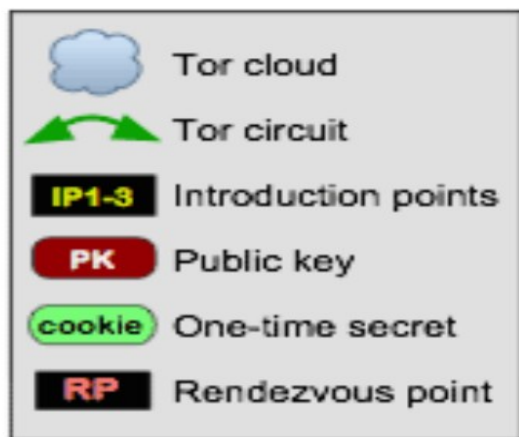 Tor cloud
Tor circuit
IP1-3 Introduction points
PK Public key
cookie One-time secret
RP Rendezvous point